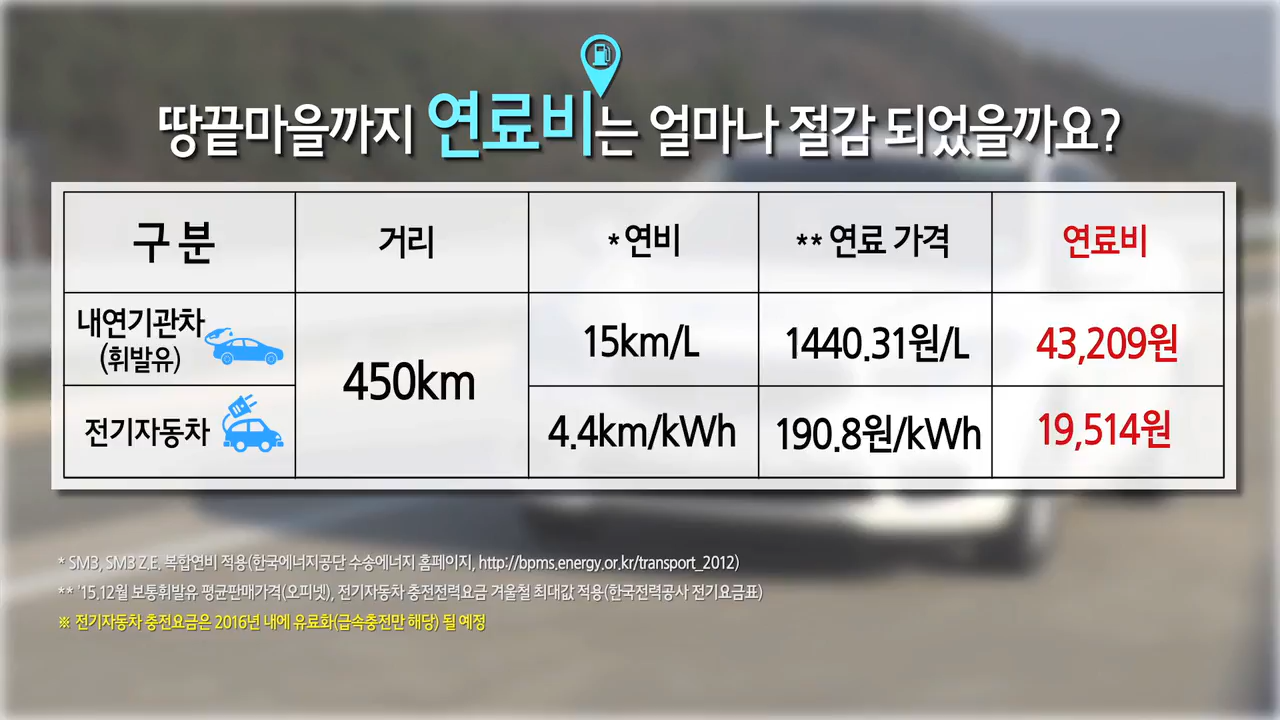 땅끝마을까지 연료비는 얼마나 절감 되었을까요?
구 분 거리 *연비 **연료 가격 연료비
내연기관차
(휘발유)
450km
15km/L 1440.31원/L 43,209원
전기자동차
4.4km/kWh 190.8원/kWh 19,514원
* SM3, SM3 Z.E. 복합연비 적용(한국에너지공단 수송에너지 홈페이지, http://bpms.energy.or.kr/transport_2012)
** '15.12월 보통휘발유 평균판매가격(오피넷), 전기자동차 충전전력요금 겨울철 최대값 적용(한국전력공사 전기요금표)
※ 전기자동차 충전요금은 2016년 내에 유료화(급속충전만 해당) 될 예정